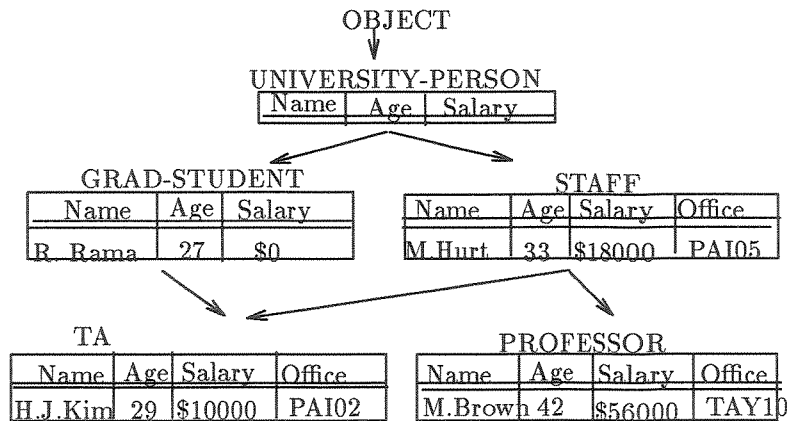 OBJECT
UNIVERSITY-PERSON
Name Age Salary
GRAD-STUDENT
Name Age Salary
R. Rama 27 $0
STAFF
Name Age Salary Office
M.Hurt 33 $18000 PAI05
TA
Name Age Salary Office
H.J.Kim 29 $10000 PAI02
PROFESSOR
Name Age Salary Office
M.Brown 42 $56000 TAY10